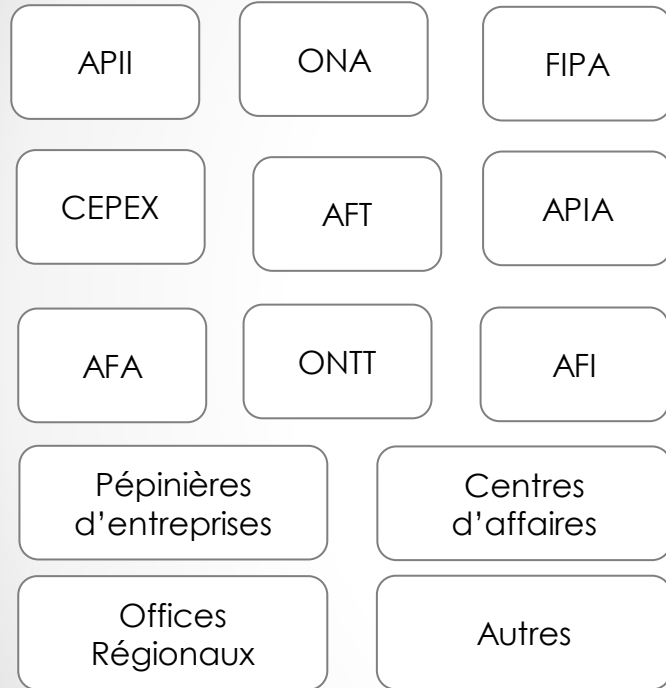 APII
ONA
FIPA
CEPEX
AFT
APIA
AFA
ONTT
AFI
Pépinières
d’entreprises
Centres
d’affaires
Offices
Régionaux
Autres